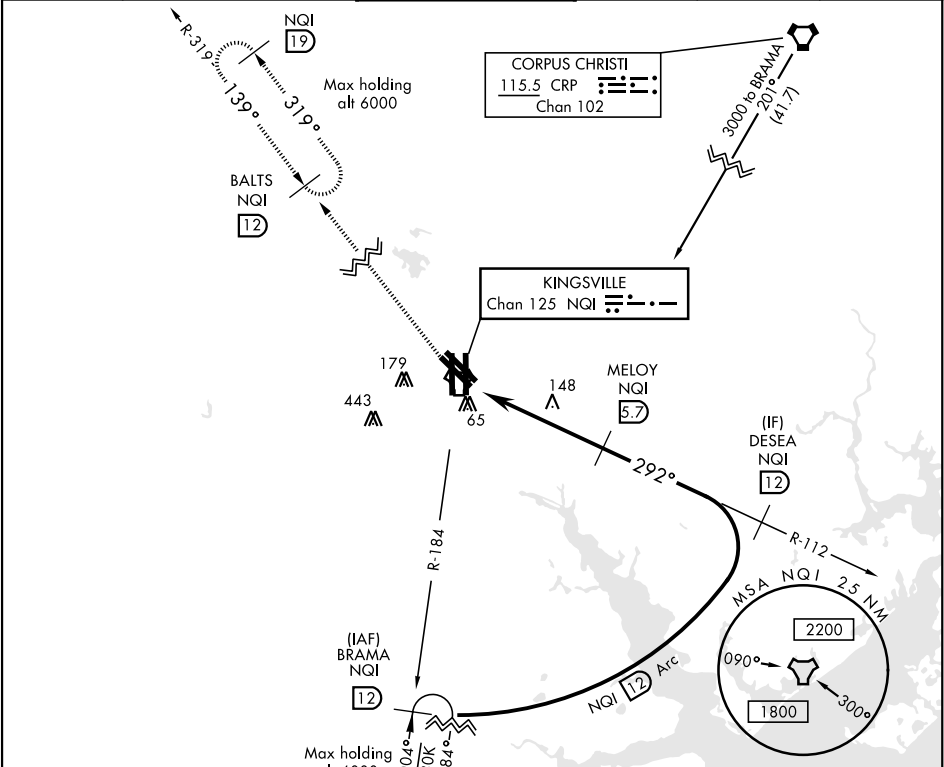 NQI
19
R-319
139°
319°
Max holding
alt 6000
BALTS
NQI
12
CORPUS CHRISTI
115.5 CRP
Chan 102
3000 to BRAMA
201°
(41.7)
KINGSVILLE
Chan 125 NQI
179
443
65
148
MELOY
NQI
5.7
292°
(IF)
DESEA
NQI
12
R-112
R-184
(IAF)
BRAMA
NQI
12
NQI 12 Arc
MSA NQI 25 NM
2200
090°
1800
300°
Max holding